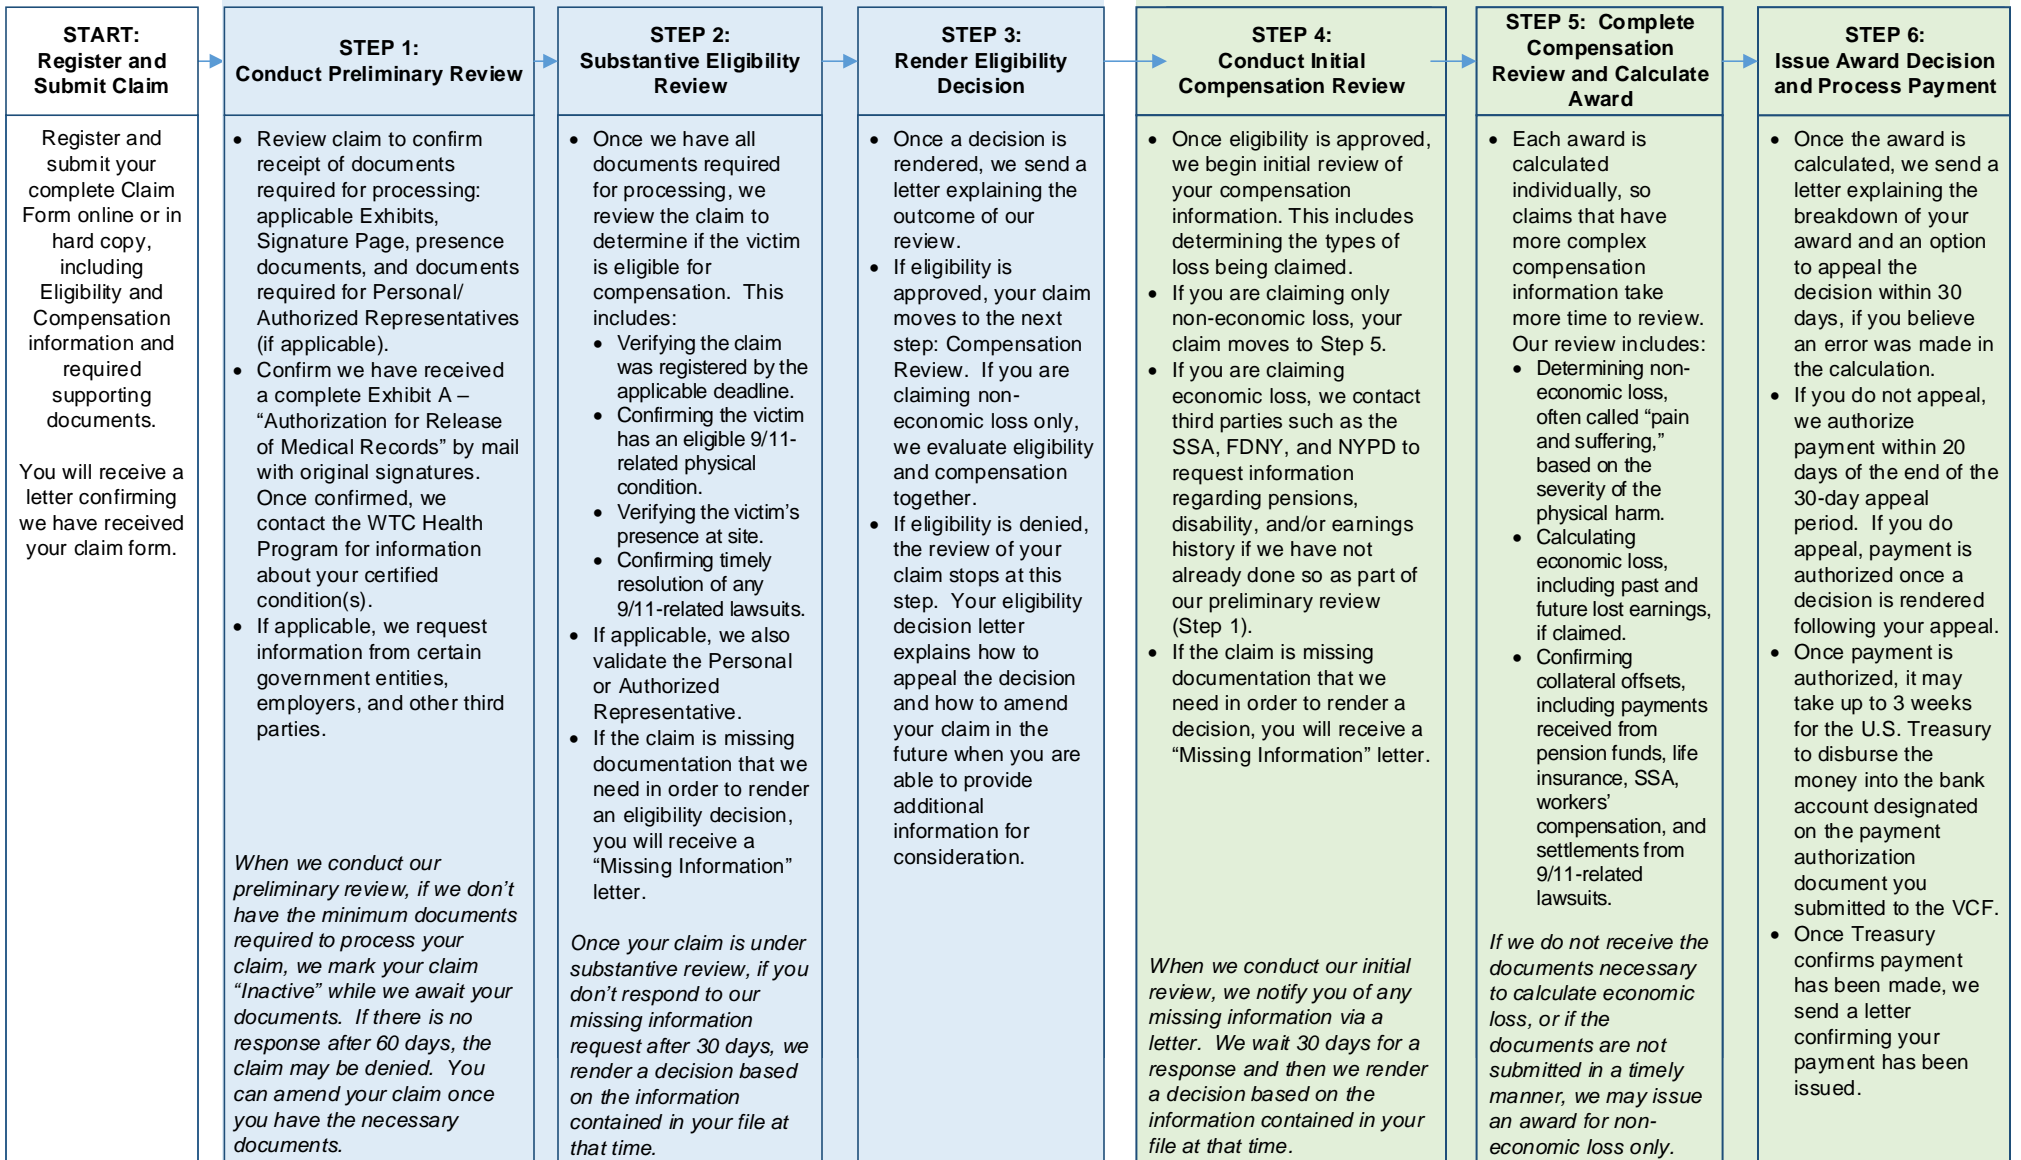 START:
Register and
Submit Claim
Register and
submit your
complete Claim
Form online or in
hard copy,
including
Eligibility and
Compensation
information and
required
supporting
documents.
You will receive a
letter confirming
we have received
your claim form.
STEP 1:
Conduct Preliminary Review
• Review claim to confirm
receipt of documents
required for processing:
applicable Exhibits,
Signature Page, presence
documents, and documents
required for Personal/
Authorized Representatives
(if applicable).
• Confirm we have received
a complete Exhibit A –
“Authorization for Release
of Medical Records” by mail
with original signatures.
Once confirmed, we
contact the WTC Health
Program for information
about your certified
condition(s).
• If applicable, we request
information from certain
government entities,
employers, and other third
parties.
When we conduct our
preliminary review, if we don’t
have the minimum documents
required to process your
claim, we mark your claim
“Inactive” while we await your
documents. If there is no
response after 60 days, the
claim may be denied. You
can amend your claim once
you have the necessary
documents.
STEP 2:
Substantive Eligibility
Review
• Once we have all
documents required
for processing, we
review the claim to
determine if the victim
is eligible for
compensation. This
includes:
• Verifying the claim
was registered by the
applicable deadline.
• Confirming the victim
has an eligible 9/11-
related physical
condition.
• Verifying the victim’s
presence at site.
• Confirming timely
resolution of any
9/11-related lawsuits.
• If applicable, we also
validate the Personal
or Authorized
Representative.
• If the claim is missing
documentation that we
need in order to render
an eligibility decision,
you will receive a
“Missing Information”
letter.
Once your claim is under
substantive review, if you
don’t respond to our
missing information
request after 30 days, we
render a decision based
on the information
contained in your file at
that time.
STEP 3:
Render Eligibility
Decision
• Once a decision is
rendered, we send a
letter explaining the
outcome of our
review.
• If eligibility is
approved, your claim
moves to the next
step: Compensation
Review. If you are
claiming non-
economic loss only,
we evaluate eligibility
and compensation
together.
• If eligibility is denied,
the review of your
claim stops at this
step. Your eligibility
decision letter
explains how to
appeal the decision
and how to amend
your claim in the
future when you are
able to provide
additional
information for
consideration.
STEP 4:
Conduct Initial
Compensation Review
• Once eligibility is approved,
we begin initial review of
your compensation
information. This includes
determining the types of
loss being claimed.
• If you are claiming only
non-economic loss, your
claim moves to Step 5.
• If you are claiming
economic loss, we contact
third parties such as the
SSA, FDNY, and NYPD to
request information
regarding pensions,
disability, and/or earnings
history if we have not
already done so as part of
our preliminary review
(Step 1).
• If the claim is missing
documentation that we
need in order to render a
decision, you will receive a
“Missing Information” letter.
When we conduct our initial
review, we notify you of any
missing information via a
letter. We wait 30 days for a
response and then we render
a decision based on the
information contained in your
file at that time.
STEP 5: Complete
Compensation
Review and Calculate
Award
• Each award is
calculated
individually, so
claims that have
more complex
compensation
information take
more time to review.
Our review includes:
• Determining non-
economic loss,
often called “pain
and suffering,”
based on the
severity of the
physical harm.
• Calculating
economic loss,
including past and
future lost earnings,
if claimed.
• Confirming
collateral offsets,
including payments
received from
pension funds, life
insurance, SSA,
workers’
compensation, and
settlements from
9/11-related
lawsuits.
If we do not receive the
documents necessary
to calculate economic
loss, or if the
documents are not
submitted in a timely
manner, we may issue
an award for non-
economic loss only.
STEP 6:
Issue Award Decision
and Process Payment
• Once the award is
calculated, we send a
letter explaining the
breakdown of your
award and an option
to appeal the
decision within 30
days, if you believe
an error was made in
the calculation.
• If you do not appeal,
we authorize
payment within 20
days of the end of the
30-day appeal
period. If you do
appeal, payment is
authorized once a
decision is rendered
following your appeal.
• Once payment is
authorized, it may
take up to 3 weeks
for the U.S. Treasury
to disburse the
money into the bank
account designated
on the payment
authorization
document you
submitted to the VCF.
• Once Treasury
confirms payment
has been made, we
send a letter
confirming your
payment has been
issued.